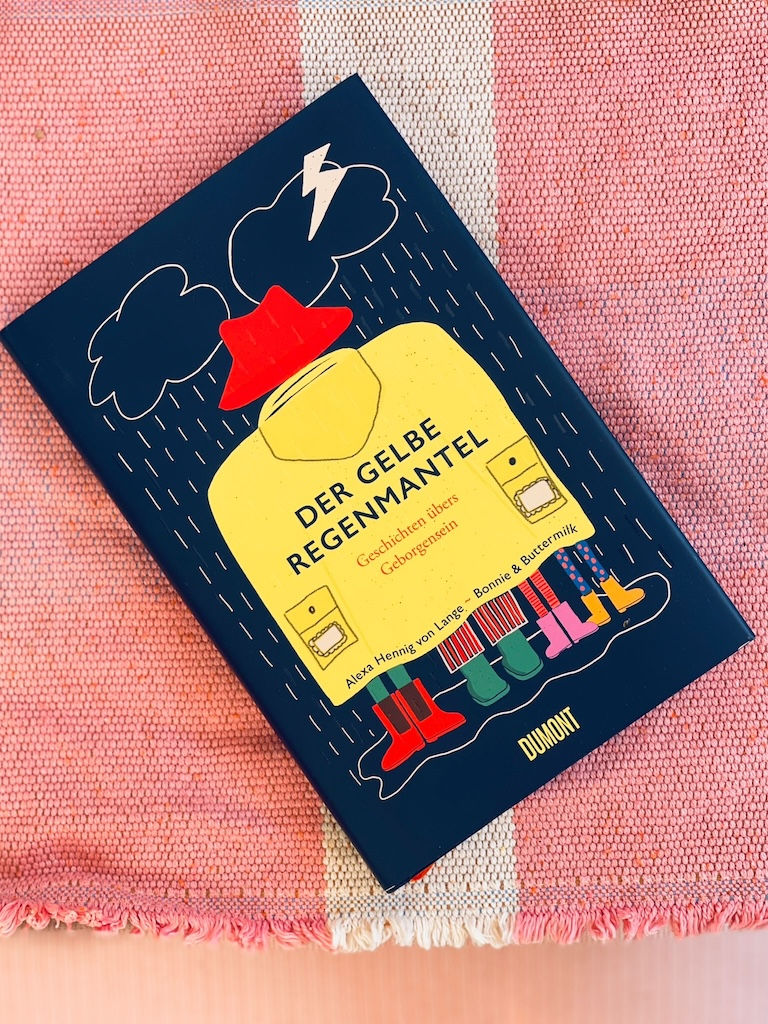 DER GELBE
REGENMANTEL
Geschichten übers
Geborgensein
Alexa Hennig von Lange – Bonnie & Buttermilk
DUMONT